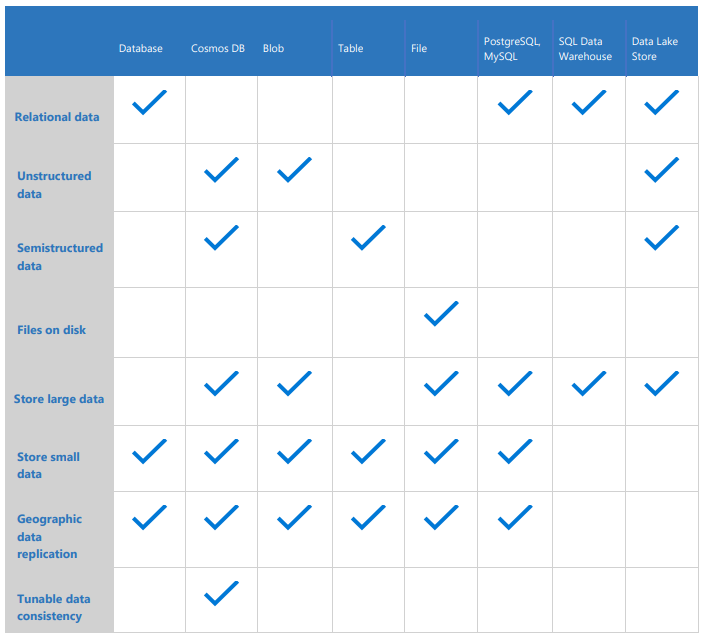 Database Cosmos DB Blob Table File PostgreSQL, SQL Data Data Lake
MySQL Warehouse Store
Relational data
Unstructured
data
Semistructured
data
Files on disk
Store large data
Store small
data
Geographic
data
replication
Tunable data
consistency